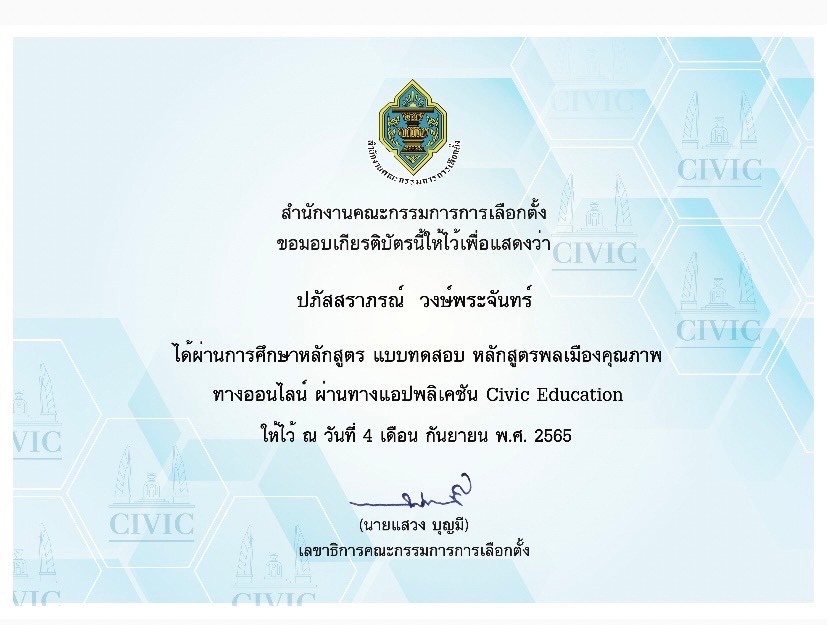 สำนักงานคณะกรรมการการเลือกตั้ง
สำนักงานคณะกรรมการการเลือกตั้ง
ขอมอบเกียรติบัตรนี้ให้ไว้เพื่อแสดงว่า
ปภัสสราภรณ์ วงษ์พระจันทร์
ได้ผ่านการศึกษาหลักสูตร แบบทดสอบ หลักสูตรพลเมืองคุณภาพ
ทางออนไลน์ ผ่านทางแอปพลิเคชัน Civic Education
ให้ไว้ ณ วันที่ 4 เดือน กันยายน พ.ศ. 2565
(นายแสวง บุญมี)
เลขาธิการคณะกรรมการการเลือกตั้ง
CIVIC
CIVIC
CIVIC
CIVIC
VIC
CIVIC
VIC
CIVIC